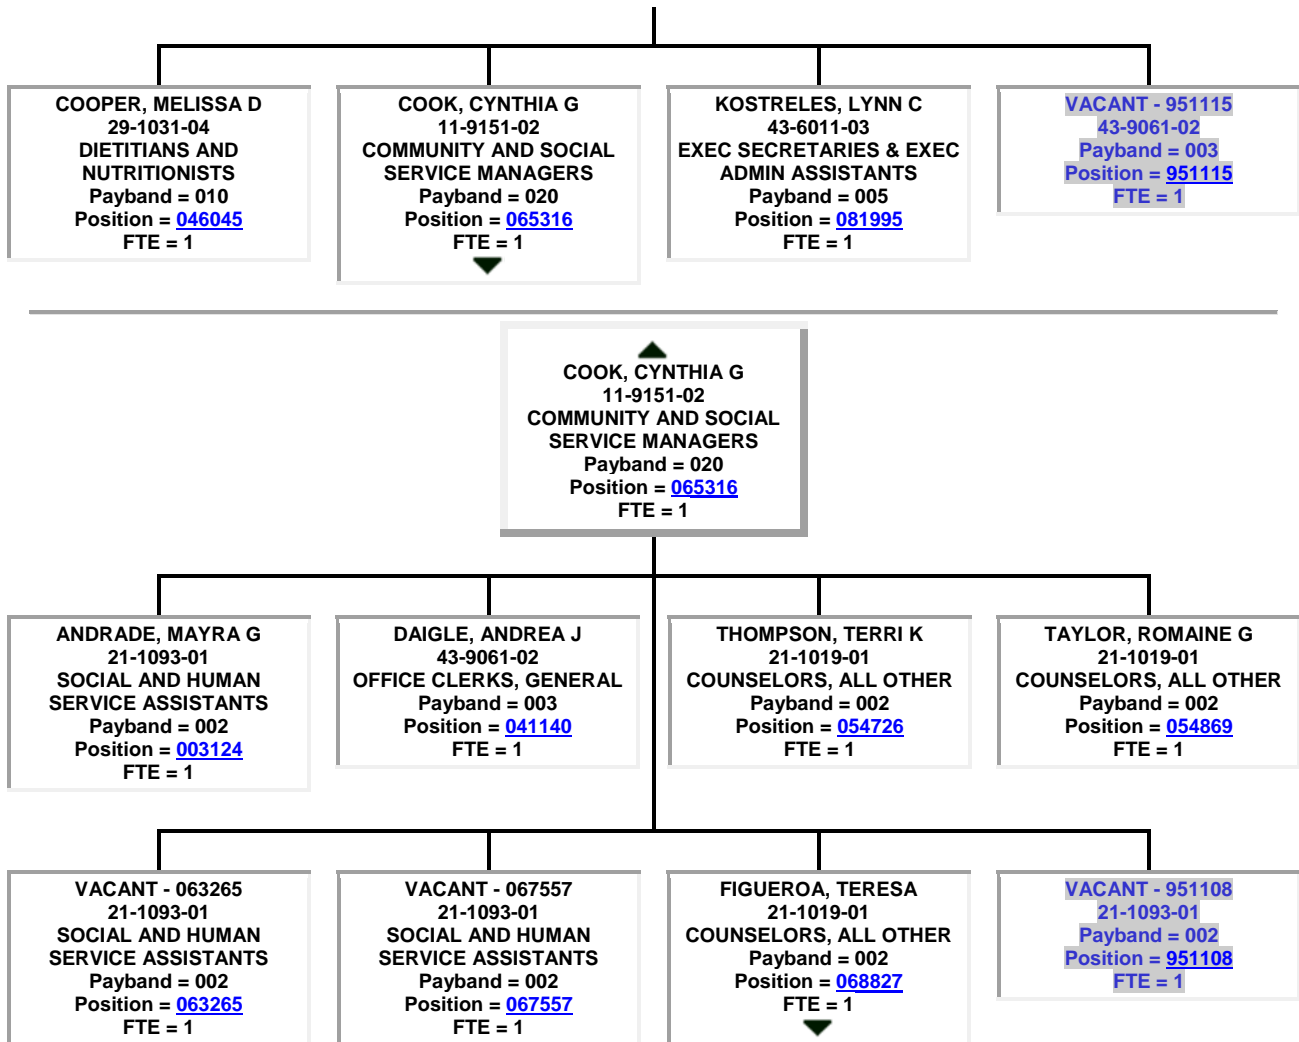 COOPER, MELISSA D
29-1031-04
DIETITIANS AND
NUTRITIONISTS
Payband = 010
Position = 046045
FTE = 1
COOK, CYNTHIA G
11-9151-02
COMMUNITY AND SOCIAL
SERVICE MANAGERS
Payband = 020
Position = 065316
FTE = 1
KOSTRELES, LYNN C
43-6011-03
EXEC SECRETARIES & EXEC
ADMIN ASSISTANTS
Payband = 005
Position = 081995
FTE = 1
VACANT - 951115
43-9061-02
Payband = 003
Position = 951115
FTE = 1
COOK, CYNTHIA G
11-9151-02
COMMUNITY AND SOCIAL
SERVICE MANAGERS
Payband = 020
Position = 065316
FTE = 1
ANDRADE, MAYRA G
21-1093-01
SOCIAL AND HUMAN
SERVICE ASSISTANTS
Payband = 002
Position = 003124
FTE = 1
DAIGLE, ANDREA J
43-9061-02
OFFICE CLERKS, GENERAL
Payband = 003
Position = 041140
FTE = 1
THOMPSON, TERRI K
21-1019-01
COUNSELORS, ALL OTHER
Payband = 002
Position = 054726
FTE = 1
TAYLOR, ROMAINE G
21-1019-01
COUNSELORS, ALL OTHER
Payband = 002
Position = 054869
FTE = 1
VACANT - 063265
21-1093-01
SOCIAL AND HUMAN
SERVICE ASSISTANTS
Payband = 002
Position = 063265
FTE = 1
VACANT - 067557
21-1093-01
SOCIAL AND HUMAN
SERVICE ASSISTANTS
Payband = 002
Position = 067557
FTE = 1
FIGUEROA, TERESA
21-1019-01
COUNSELORS, ALL OTHER
Payband = 002
Position = 068827
FTE = 1
VACANT - 951108
21-1093-01
Payband = 002
Position = 951108
FTE = 1